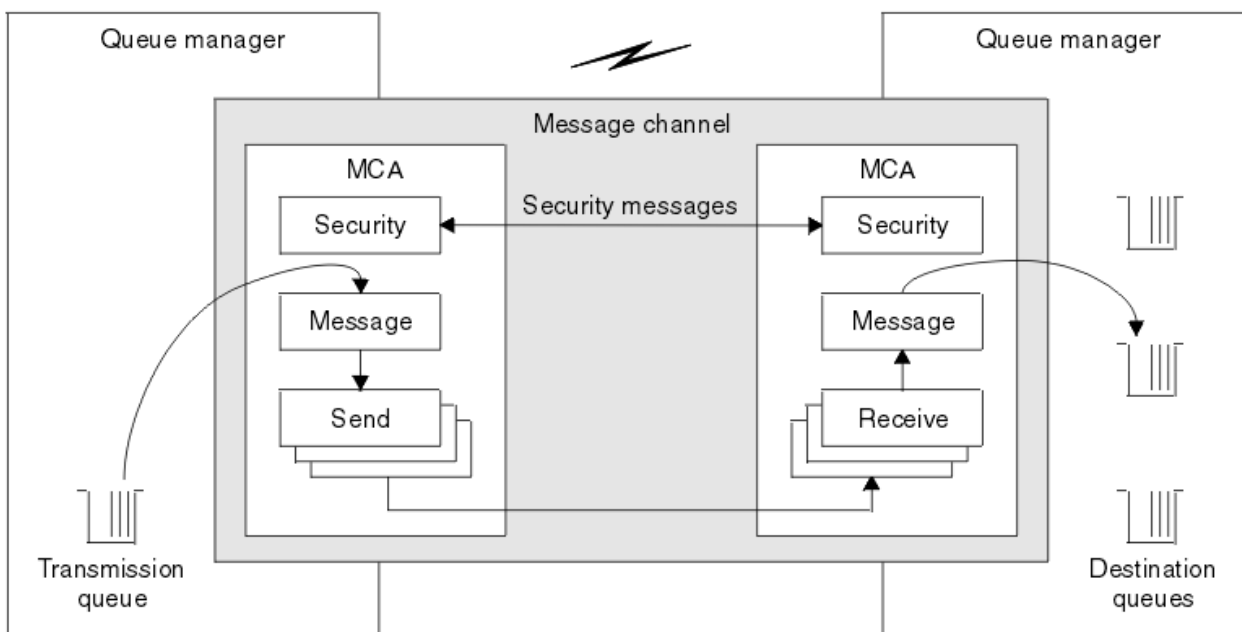 Queue manager
Queue manager
Message channel
MCA
MCA
Security
Security messages
Security
Message
Message
Send
Receive
Transmission
queue
Destination
queues